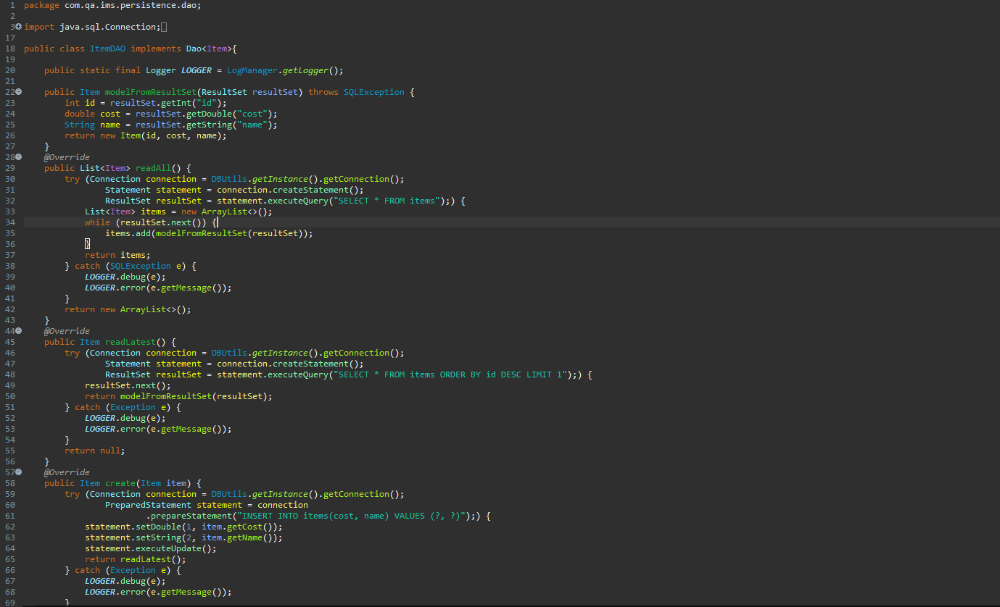 1 package com.qa.ims.persistence.dao;
2
3 import java.sql.Connection;
17
18 public class ItemDAO implements Dao<Item>{
19
20     public static final Logger LOGGER = LogManager.getLogger();
21
22     public Item modelFromResultSet(ResultSet resultSet) throws SQLException {
23         int id = resultSet.getInt("id");
24         double cost = resultSet.getDouble("cost");
25         String name = resultSet.getString("name");
26         return new Item(id, cost, name);
27     }
28     @Override
29     public List<Item> readAll() {
30         try (Connection connection = DBUtils.getInstance().getConnection();
31                 Statement statement = connection.createStatement();
32                 ResultSet resultSet = statement.executeQuery("SELECT * FROM items");) {
33             List<Item> items = new ArrayList<>();
34             while (resultSet.next()) {
35                 items.add(modelFromResultSet(resultSet));
36             }
37             return items;
38         } catch (SQLException e) {
39             LOGGER.debug(e);
40             LOGGER.error(e.getMessage());
41         }
42         return new ArrayList<>();
43     }
44     @Override
45     public Item readLatest() {
46         try (Connection connection = DBUtils.getInstance().getConnection();
47                 Statement statement = connection.createStatement();
48                 ResultSet resultSet = statement.executeQuery("SELECT * FROM items ORDER BY id DESC LIMIT 1");) {
49             resultSet.next();
50             return modelFromResultSet(resultSet);
51         } catch (Exception e) {
52             LOGGER.debug(e);
53             LOGGER.error(e.getMessage());
54         }
55         return null;
56     }
57     @Override
58     public Item create(Item item) {
59         try (Connection connection = DBUtils.getInstance().getConnection();
60                 PreparedStatement statement = connection
61                         .prepareStatement("INSERT INTO items(cost, name) VALUES (?, ?)");) {
62             statement.setDouble(1, item.getCost());
63             statement.setString(2, item.getName());
64             statement.executeUpdate();
65             return readLatest();
66         } catch (Exception e) {
67             LOGGER.debug(e);
68             LOGGER.error(e.getMessage());
69         }